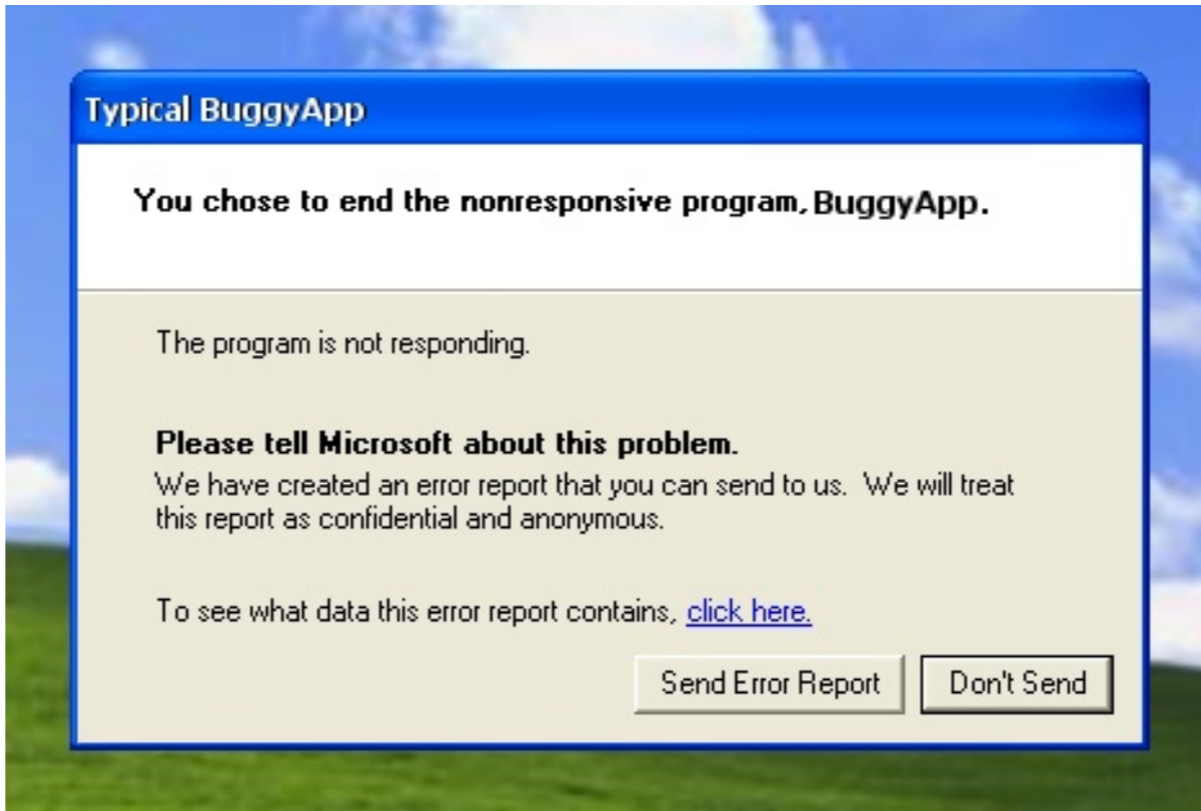 Typical BuggyApp
You chose to end the nonresponsive program, BuggyApp.
The program is not responding.
Please tell Microsoft about this problem.
We have created an error report that you can send to us.  We will treat
this report as confidential and anonymous.
To see what data this error report contains, click here.
Send Error Report
Don't Send